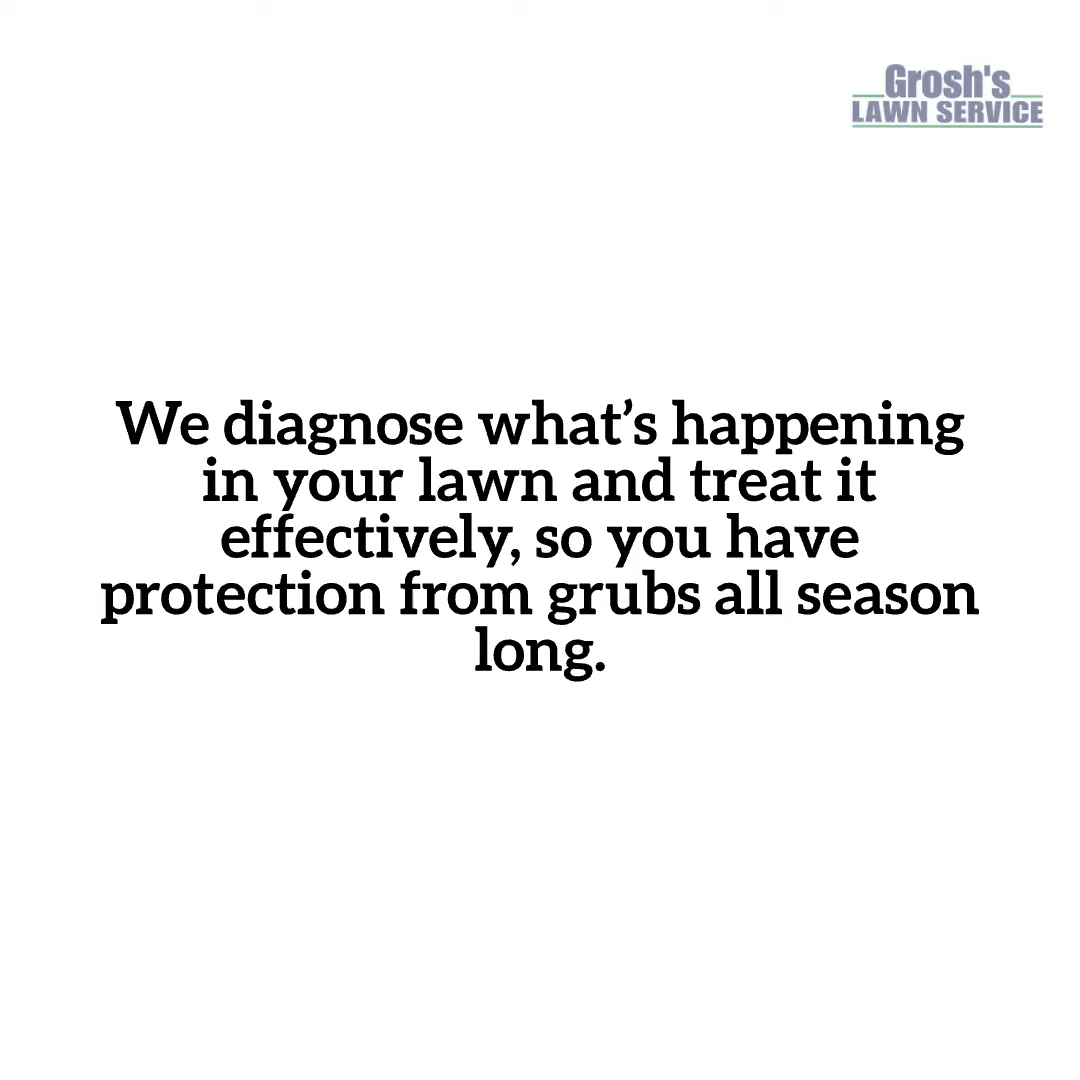 Grosh's
LAWN SERVICE
We diagnose what’s happening
in your lawn and treat it
effectively, so you have
protection from grubs all season
long.